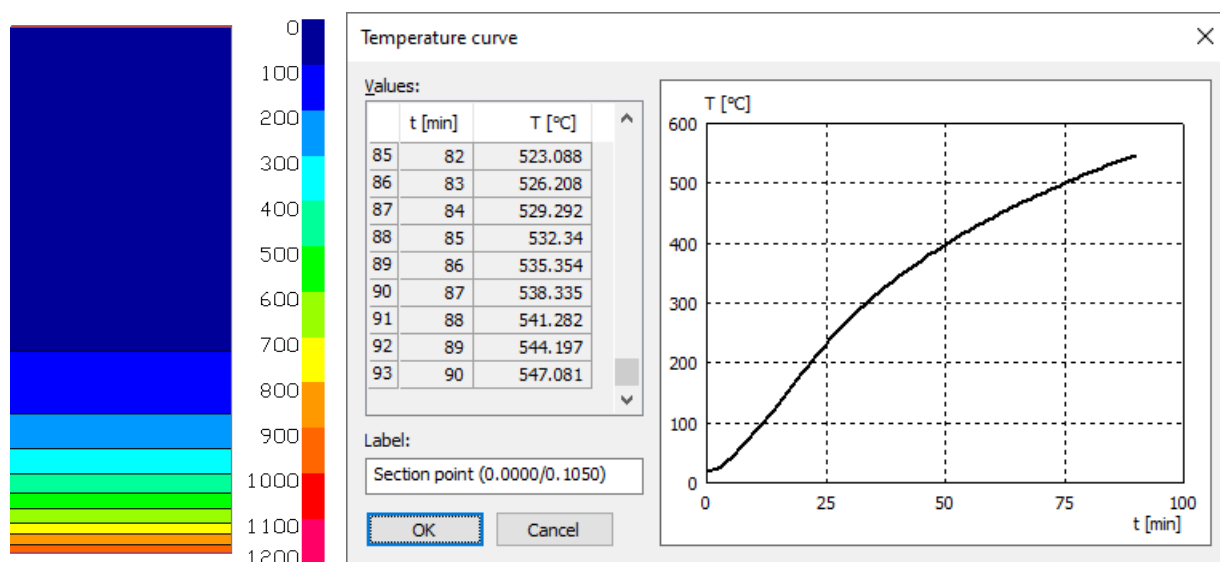 0
100
200
300
400
500
600
700
800
900
1000
1100
1200
Temperature curve
Values:
t [min] T [°C]
85 82 523.088
86 83 526.208
87 84 529.292
88 85 532.34
89 86 535.354
90 87 538.335
91 88 541.282
92 89 544.197
93 90 547.081
Label:
Section point (0.0000/0.1050)
OK Cancel
T [°C]
600
500
400
300
200
100
0
0 25 50 75 100
t [min]